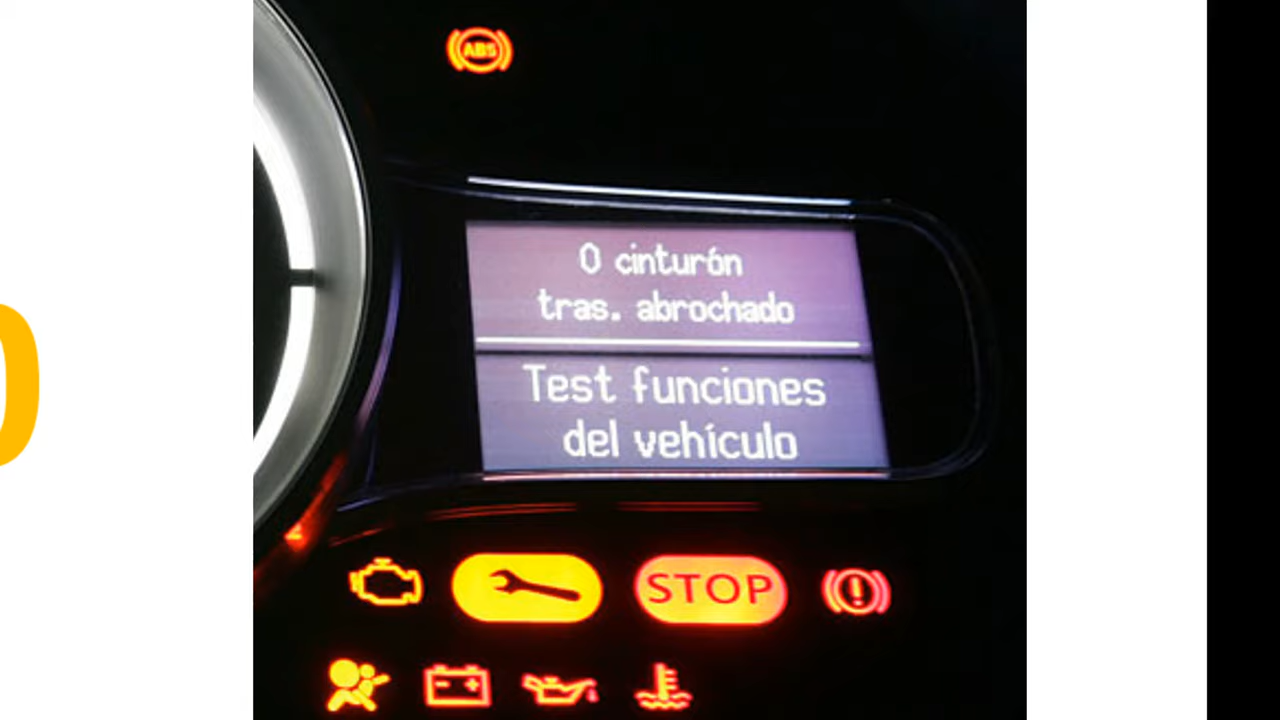 ABS
0 cinturón
tras. abrochado
Test funciones
del vehículo
STOP